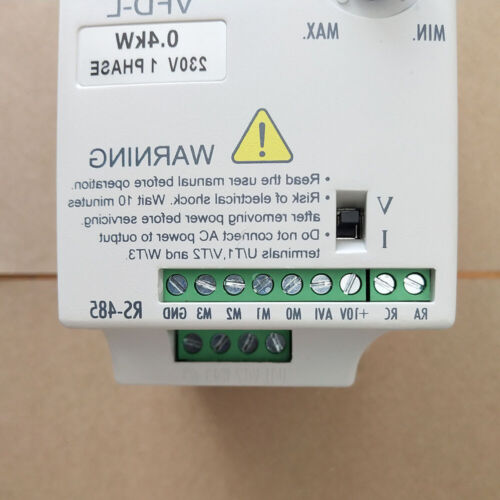 VFD-L
0.4kW
230V 1 PHASE
MIN.
MAX.
WARNING
• Read the user manual before operation.
• Risk of electrical shock. Wait 10 minutes
after removing power before servicing.
• Do not connect AC power to output
terminals U/T1,V/T2 and W/T3.
V
I
RA RC +10V AVI M0 M1 M2 M3 GND
RS-485